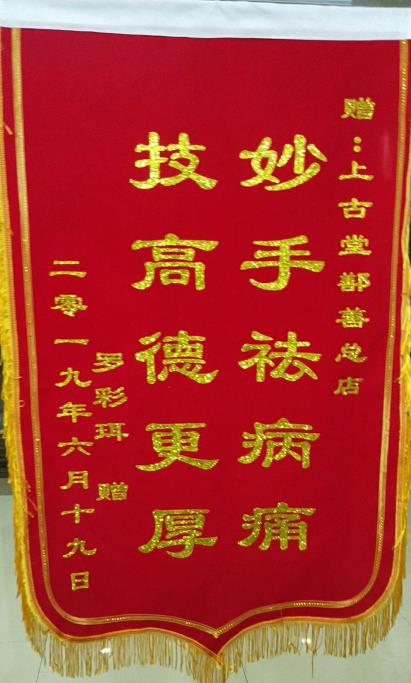 赠：上古堂鄯善总店
妙手祛病痛
技高德更厚
罗彩珥 赠
二零一九年六月十九日